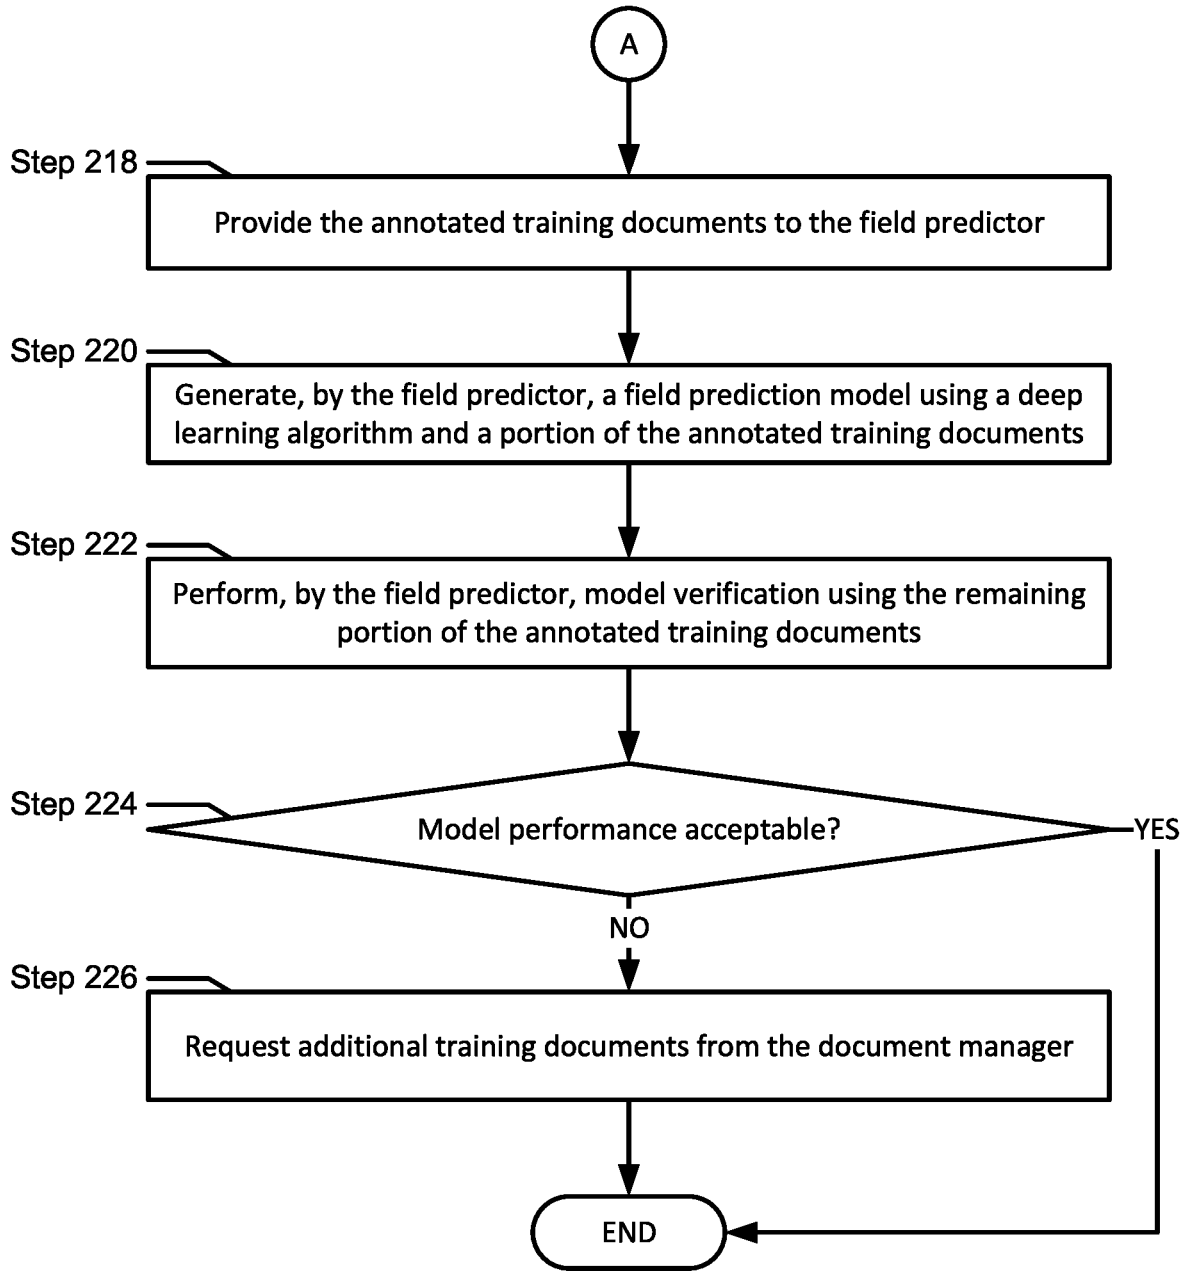 A
Step 218
Provide the annotated training documents to the field predictor
Step 220
Generate, by the field predictor, a field prediction model using a deep
learning algorithm and a portion of the annotated training documents
Step 222
Perform, by the field predictor, model verification using the remaining
portion of the annotated training documents
Step 224
Model performance acceptable?
YES
NO
Step 226
Request additional training documents from the document manager
END